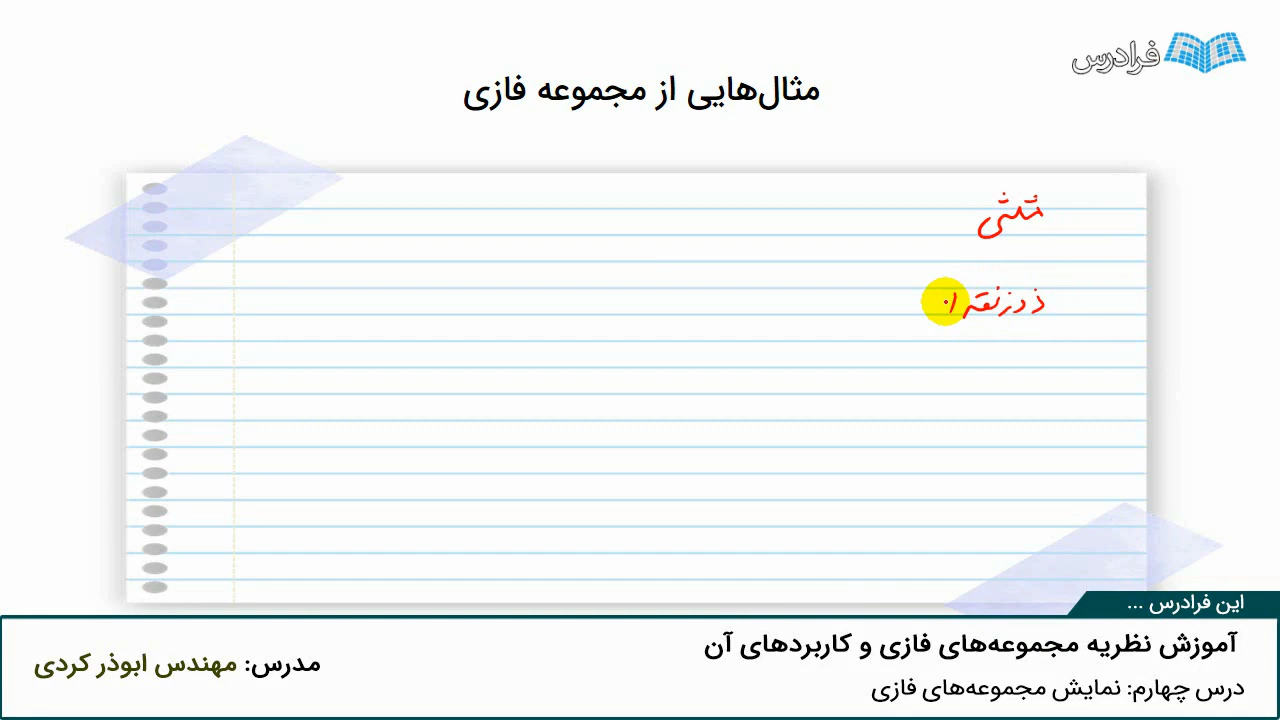 فرادرس
مثال‌هایی از مجموعه فازی
مثلثی
ذوزنقه ا
این فرادرس ...
آموزش نظریه مجموعه‌های فازی و کاربردهای آن
درس چهارم: نمایش مجموعه‌های فازی
مدرس: مهندس ابوذر کردی